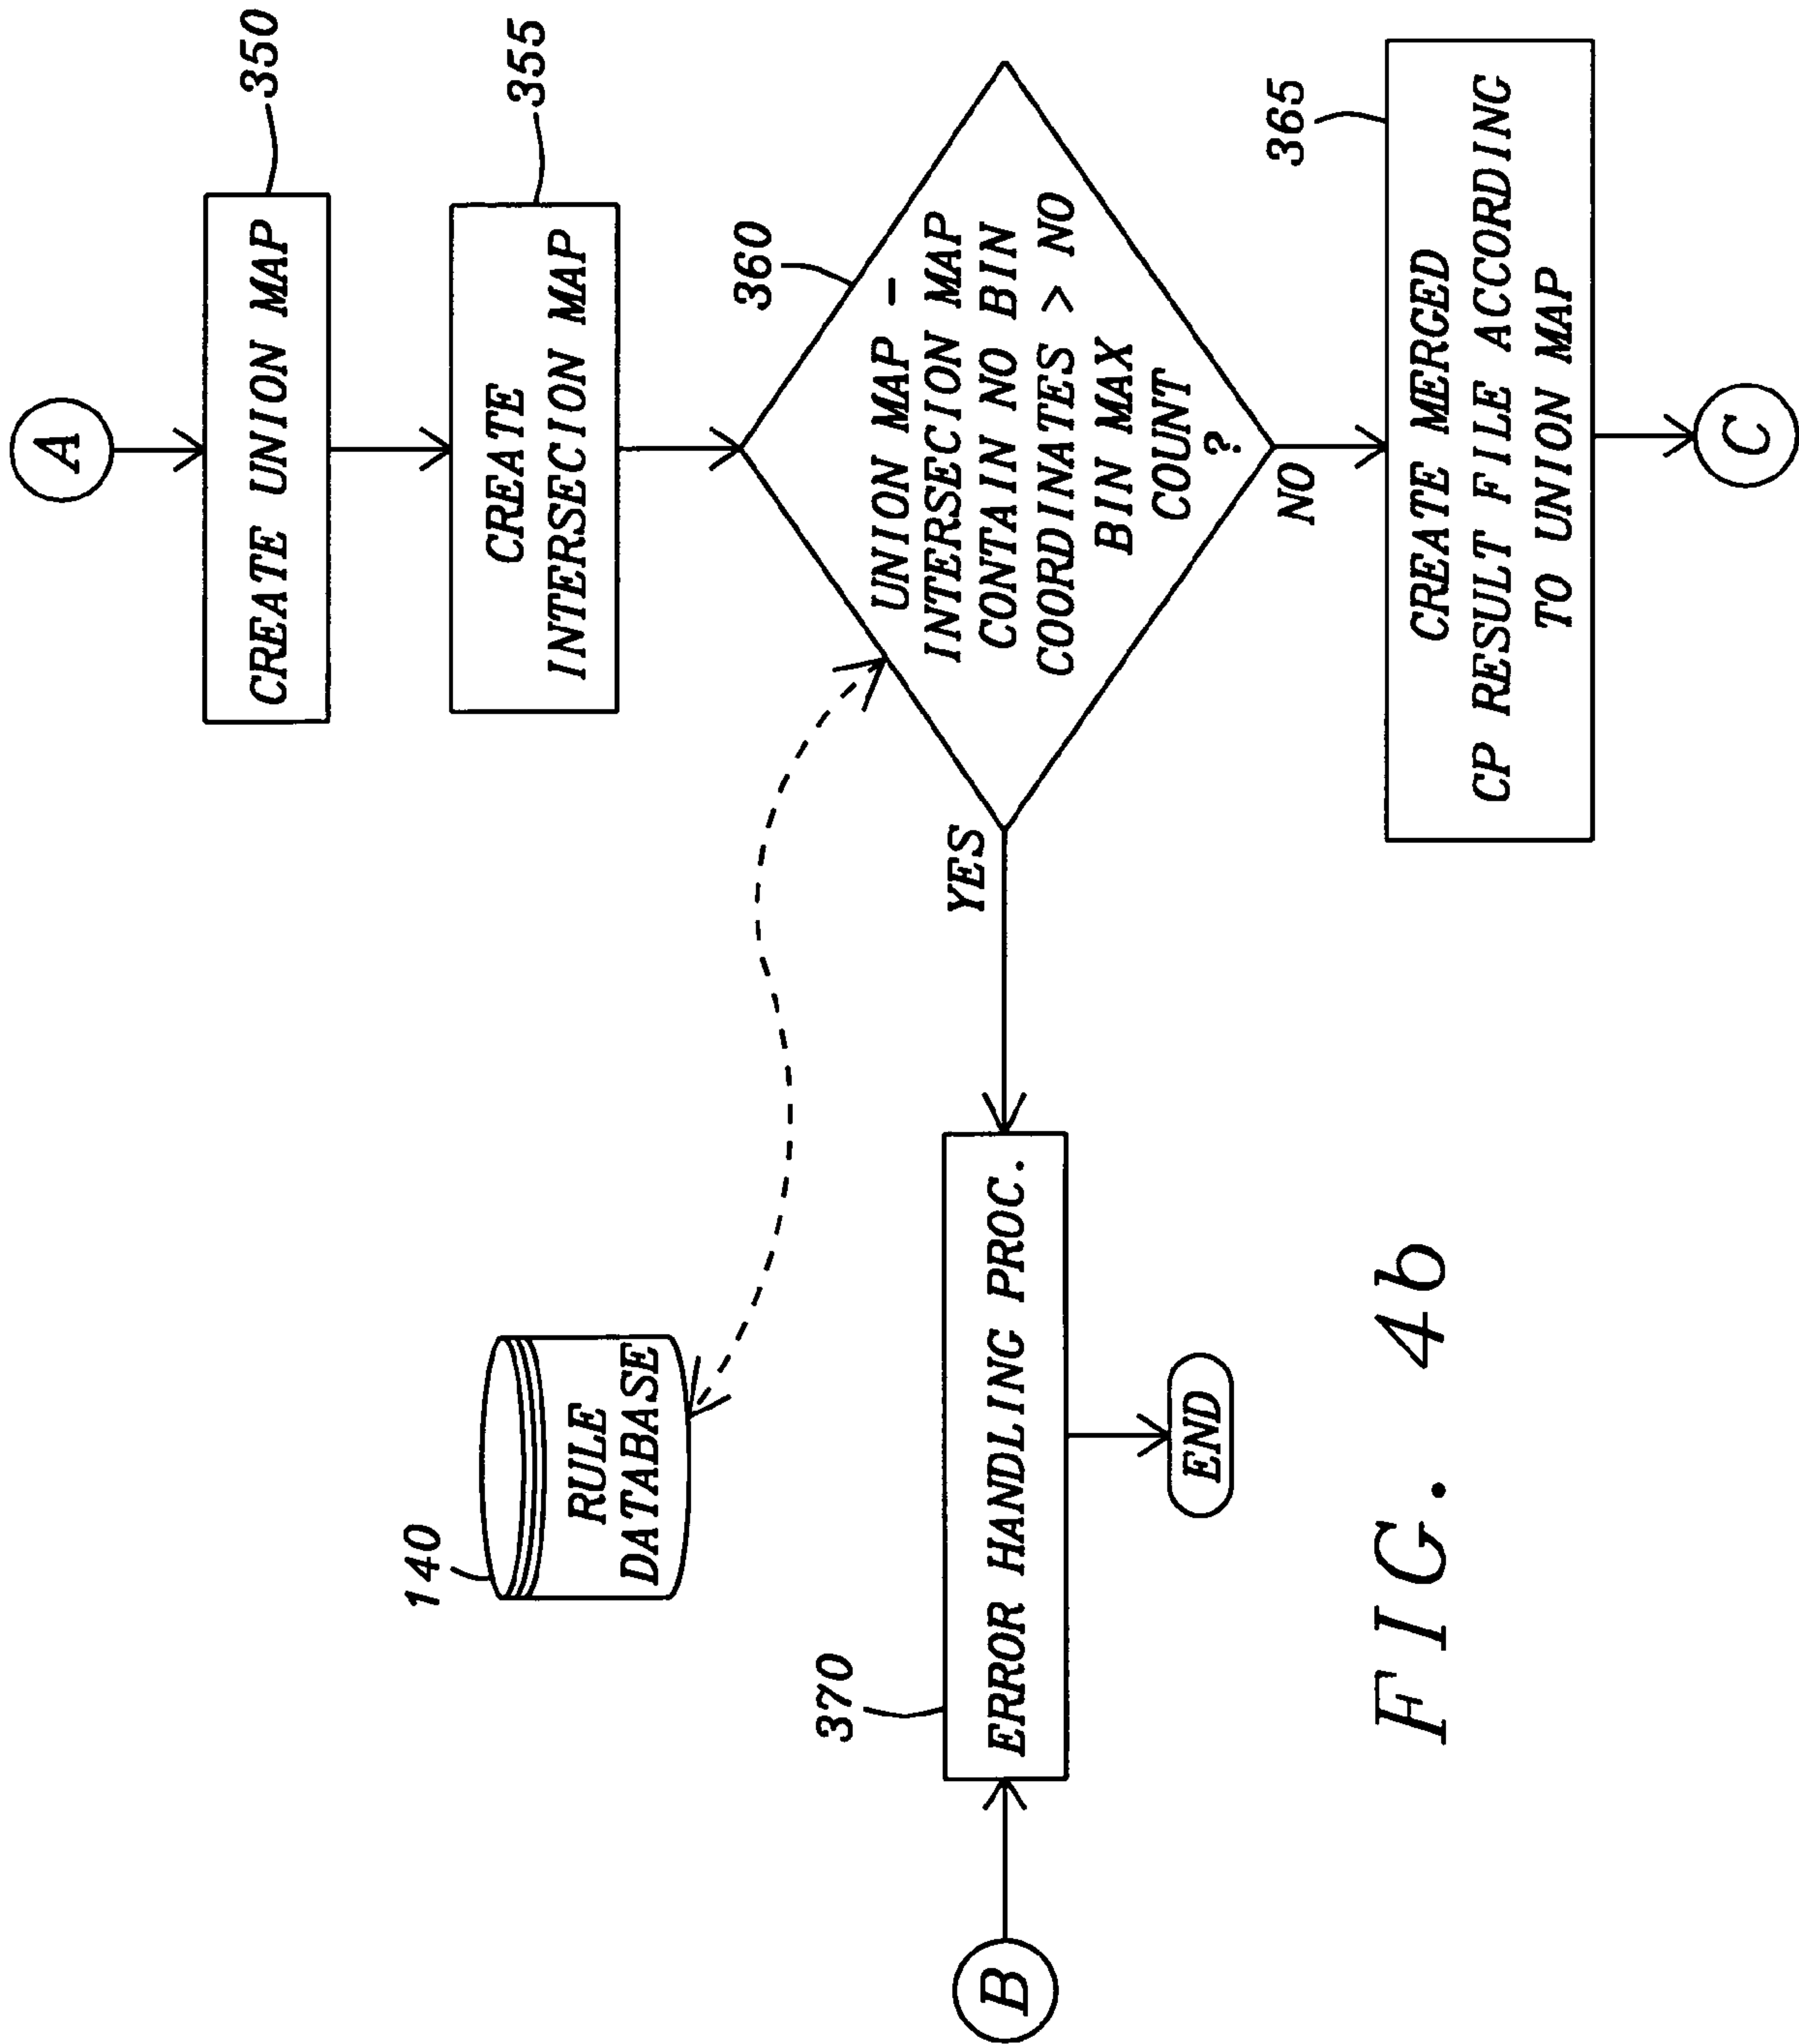 A
CREATE UNION MAP
350
CREATE
INTERSECION MAP
355
360
UNION MAP -
INTERSECION MAP
CONTAIN NO BIN
COORDINATES > NO
BIN MAX
COUNT
?
YES
NO
CREATE MERCED
CP RESULT FILE ACCORDING
TO UNION MAP
365
C
140
RULE
DATABASE
370
ERROR HANDLING PROC.
B
END
FIG. 4b